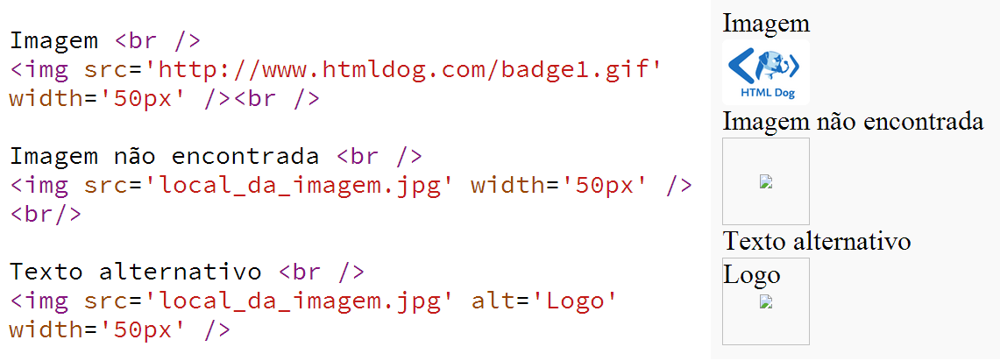 Imagem <br />
<img src='http://www.htmldog.com/badge1.gif'
width='50px' /><br />
Imagem não encontrada <br />
<img src='local_da_imagem.jpg' width='50px' />
<br/>
Texto alternativo <br />
<img src='local_da_imagem.jpg' alt='Logo'
width='50px' />
Imagem
HTML Dog
Imagem não encontrada
Texto alternativo
Logo